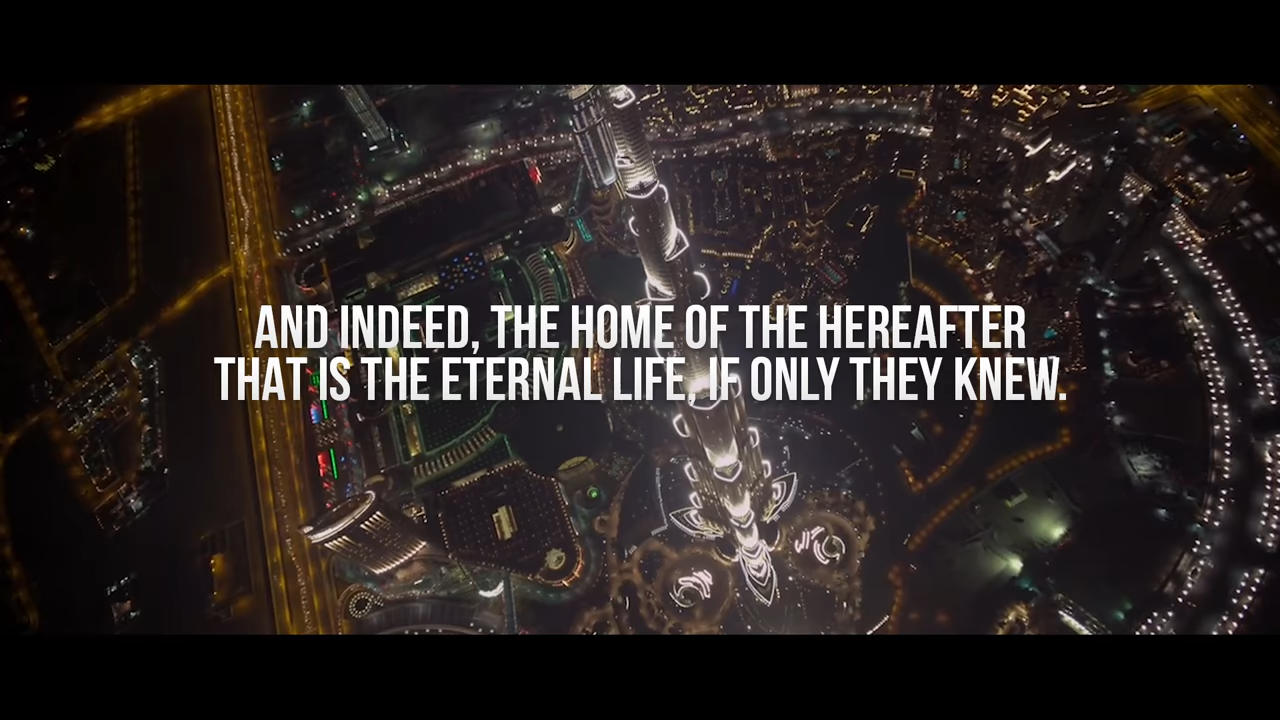 AND INDEED, THE HOME OF THE HEREAFTER
THAT IS THE ETERNAL LIFE, IF ONLY THEY KNEW.